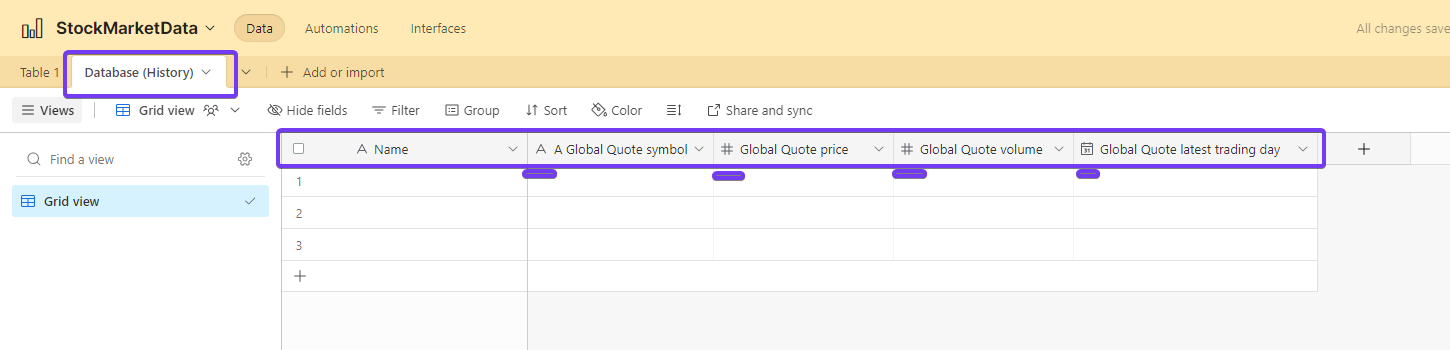 StockMarketData Data Automations Interfaces All changes save
Table 1 Database (History) Add or import
Views Grid view Hide fields Filter Group Sort Color Share and sync
Find a view
Grid view
A Name A A Global Quote symbol # Global Quote price # Global Quote volume 31 Global Quote latest trading day
1
2
3